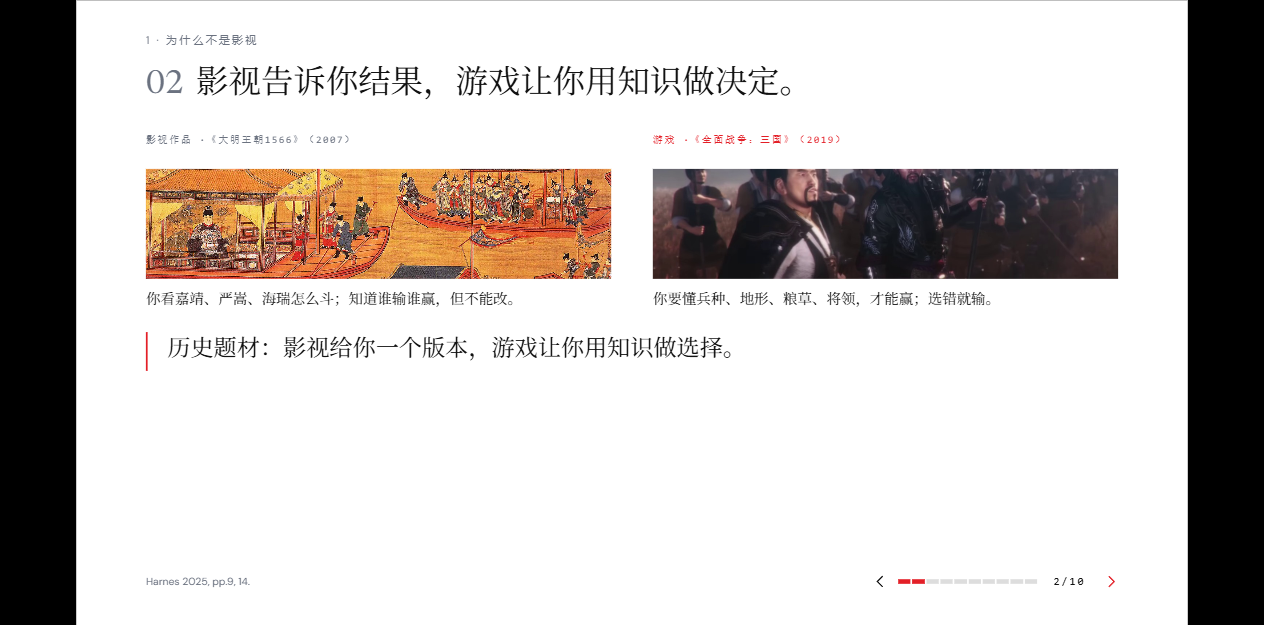 1 · 为什么不是影视
02 影视告诉你结果，游戏让你用知识做决定。
影视作品 ·《大明王朝1566》（2007）
游戏 ·《全面战争：三国》（2019）
你看嘉靖、严嵩、海瑞怎么斗；知道谁输谁赢，但不能改。
你要懂兵种、地形、粮草、将领，才能赢；选错就输。
历史题材：影视给你一个版本，游戏让你用知识做选择。
Harnes 2025, pp.9, 14.
2/10